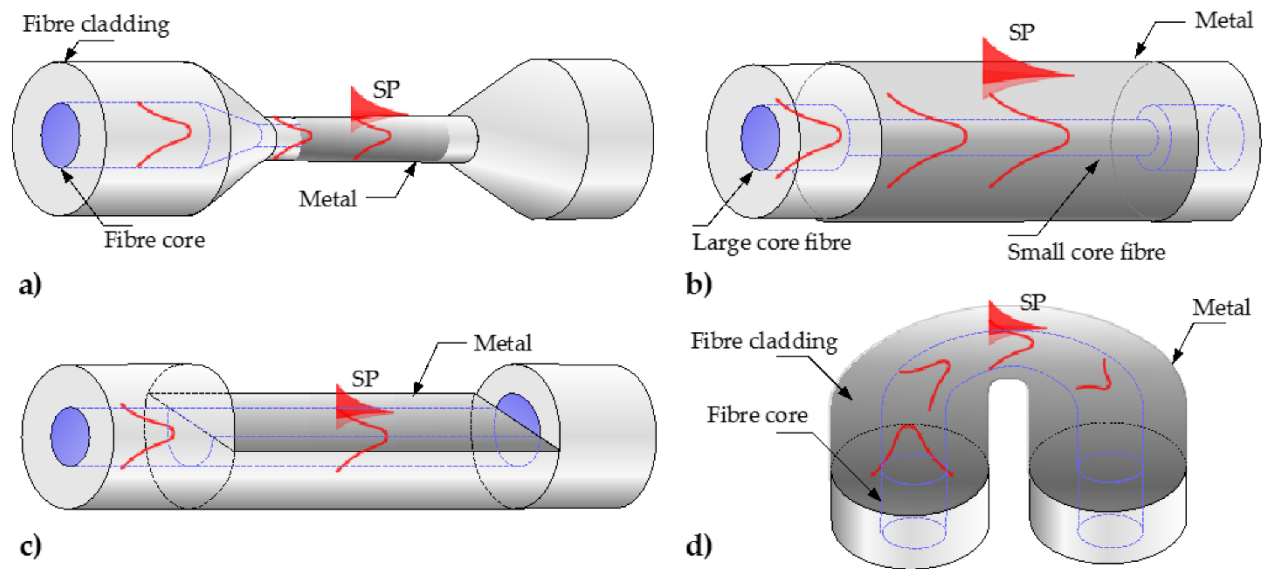 Fibre cladding
SP
Metal
Fibre core
a)
SP
Metal
Large core fibre
Small core fibre
b)
Metal
SP
c)
SP
Metal
Fibre cladding
Fibre core
d)